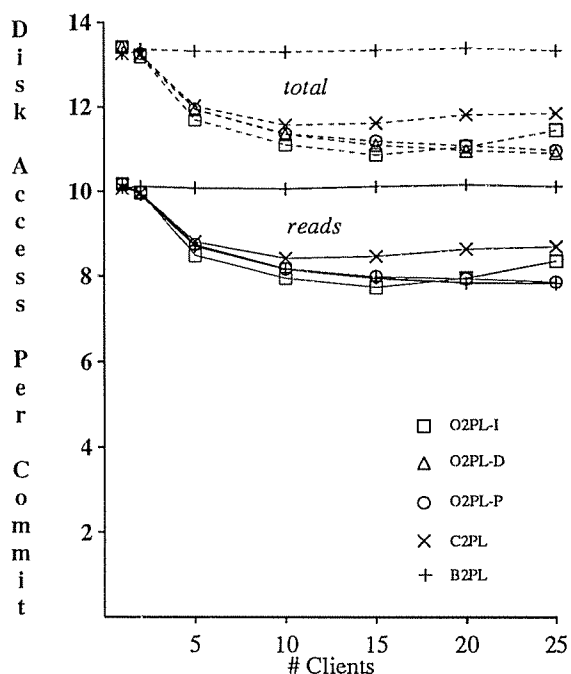 Disk Access Per Commit
14
12
10
8
6
4
2
total
reads
O2PL-I
O2PL-D
O2PL-P
C2PL
B2PL
5 10 15 20 25
# Clients